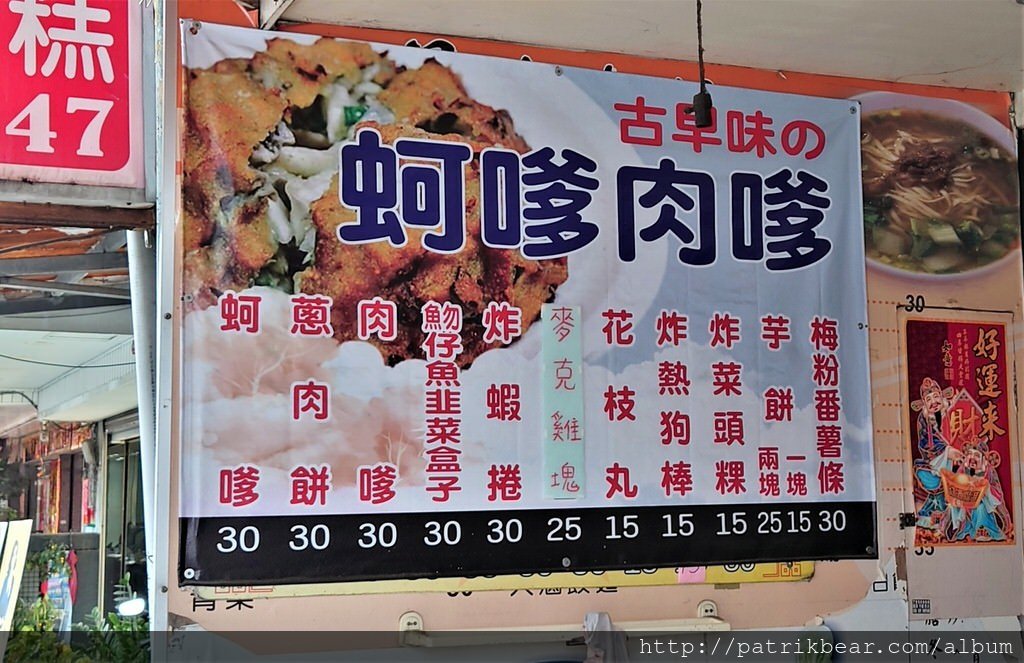 糕
47
古早味の
蚵嗲肉嗲
蚵嗲 30
蔥肉餅 30
肉嗲 30
魩仔魚韭菜盒子 30
炸蝦捲 30
麥克雞塊 25
花枝丸 15
炸熱狗棒 15
炸菜頭粿 15
芋餅 兩塊 25 一塊 15
梅粉番薯條 30
30
好運來
財
35
http://patrikbear.com/album